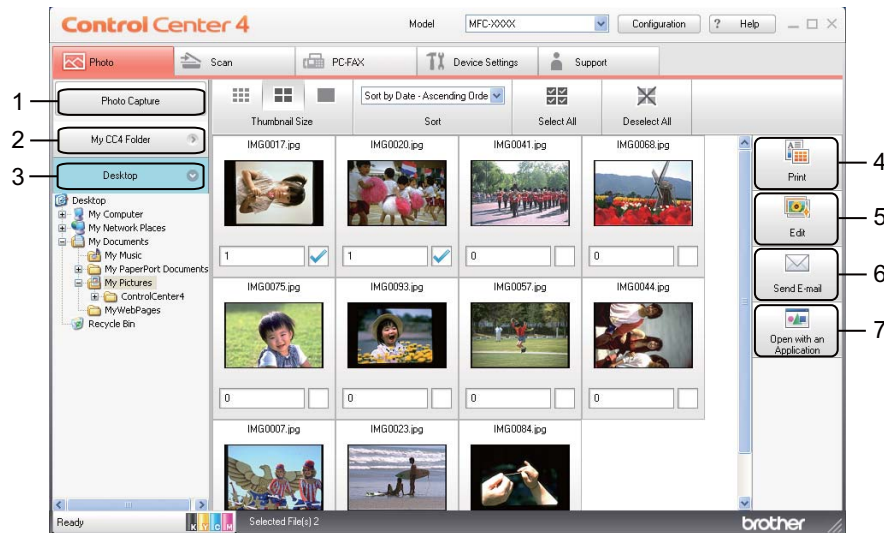 Control Center 4
Model
MFC-XXXX
Configuration
? Help
Photo
Scan
PC-FAX
Device Settings
Support
1
Photo Capture
2
My CC4 Folder
3
Desktop
Thumbnail Size
Sort by Date - Ascending Orde
Sort
Select All
Deselect All
Desktop
My Computer
My Network Places
My Documents
My Music
My PaperPort Documents
My Pictures
ControlCenter4
MyWebPages
Recycle Bin
IMG0017.jpg
IMG0020.jpg
IMG0041.jpg
IMG0068.jpg
1
1
0
0
IMG0075.jpg
IMG0093.jpg
IMG0057.jpg
IMG0044.jpg
0
0
0
0
IMG0007.jpg
IMG0023.jpg
IMG0084.jpg
Print
4
Edit
5
Send E-mail
6
Open with an
Application
7
Ready
K Y C M
Selected File(s) 2
brother